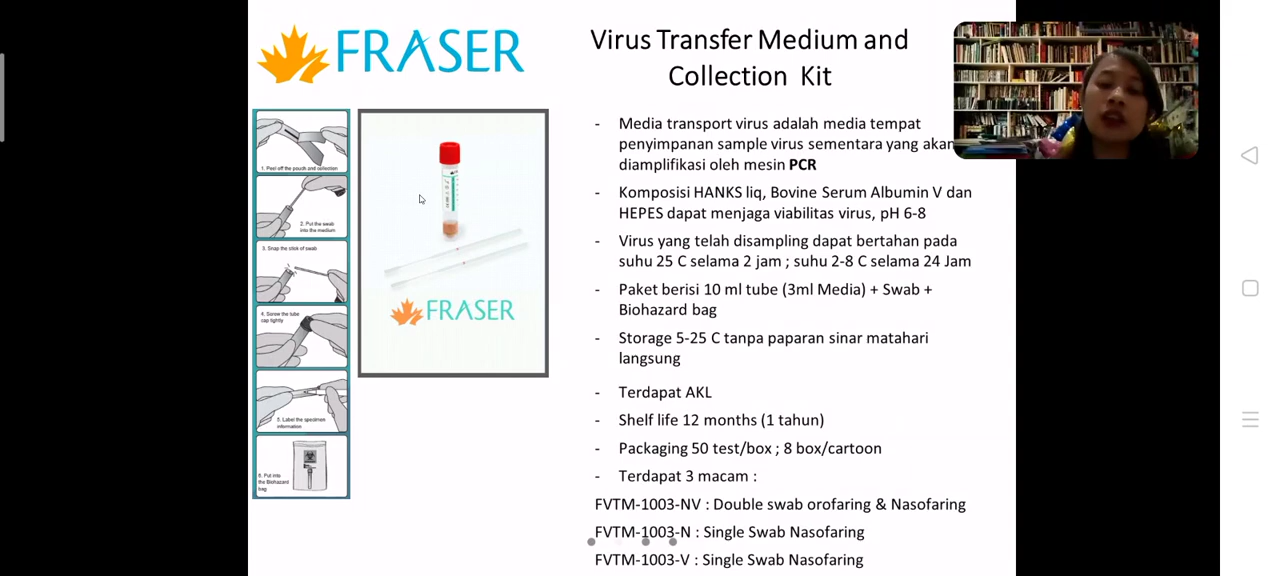 FRASER
Virus Transfer Medium and
Collection Kit
1. Peel off the pouch and collection
2. Put the swab
into the medium
3. Snap the stick of swab
4. Screw the tube
cap tightly
5. Label the specimen
information
6. Put into
the Biohazard
bag
FRASER
- Media transport virus adalah media tempat
penyimpanan sample virus sementara yang akan
diamplifikasi oleh mesin PCR
- Komposisi HANKS liq, Bovine Serum Albumin V dan
HEPES dapat menjaga viabilitas virus, pH 6-8
- Virus yang telah disampling dapat bertahan pada
suhu 25 C selama 2 jam ; suhu 2-8 C selama 24 Jam
- Paket berisi 10 ml tube (3ml Media) + Swab +
Biohazard bag
- Storage 5-25 C tanpa paparan sinar matahari
langsung
- Terdapat AKL
- Shelf life 12 months (1 tahun)
- Packaging 50 test/box ; 8 box/cartoon
- Terdapat 3 macam :
FVTM-1003-NV : Double swab orofaring & Nasofaring
FVTM-1003-N : Single Swab Nasofaring
FVTM-1003-V : Single Swab Nasofaring